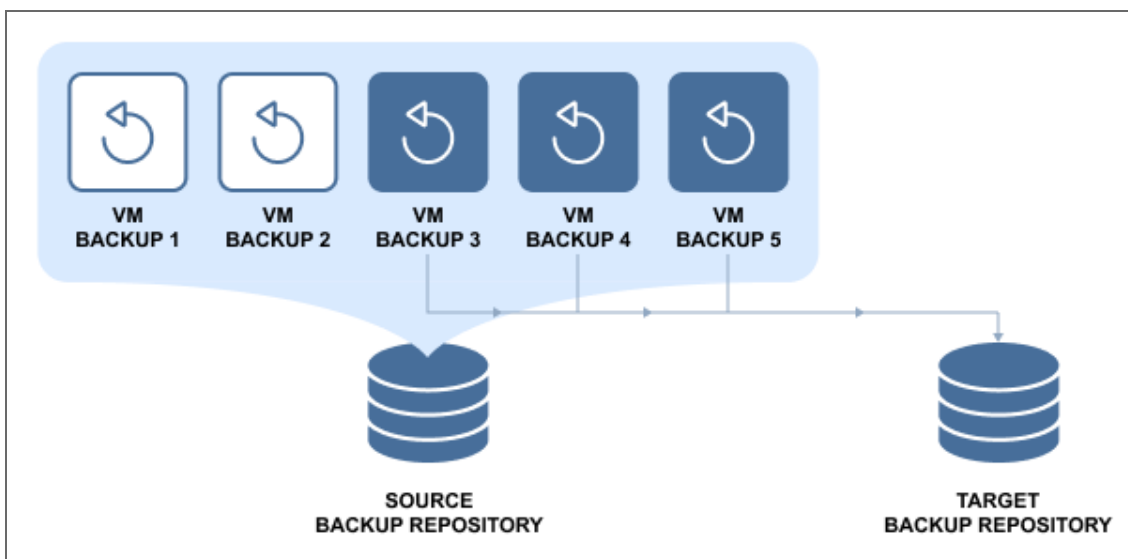 VM
BACKUP 1
VM
BACKUP 2
VM
BACKUP 3
VM
BACKUP 4
VM
BACKUP 5
SOURCE
BACKUP REPOSITORY
TARGET
BACKUP REPOSITORY